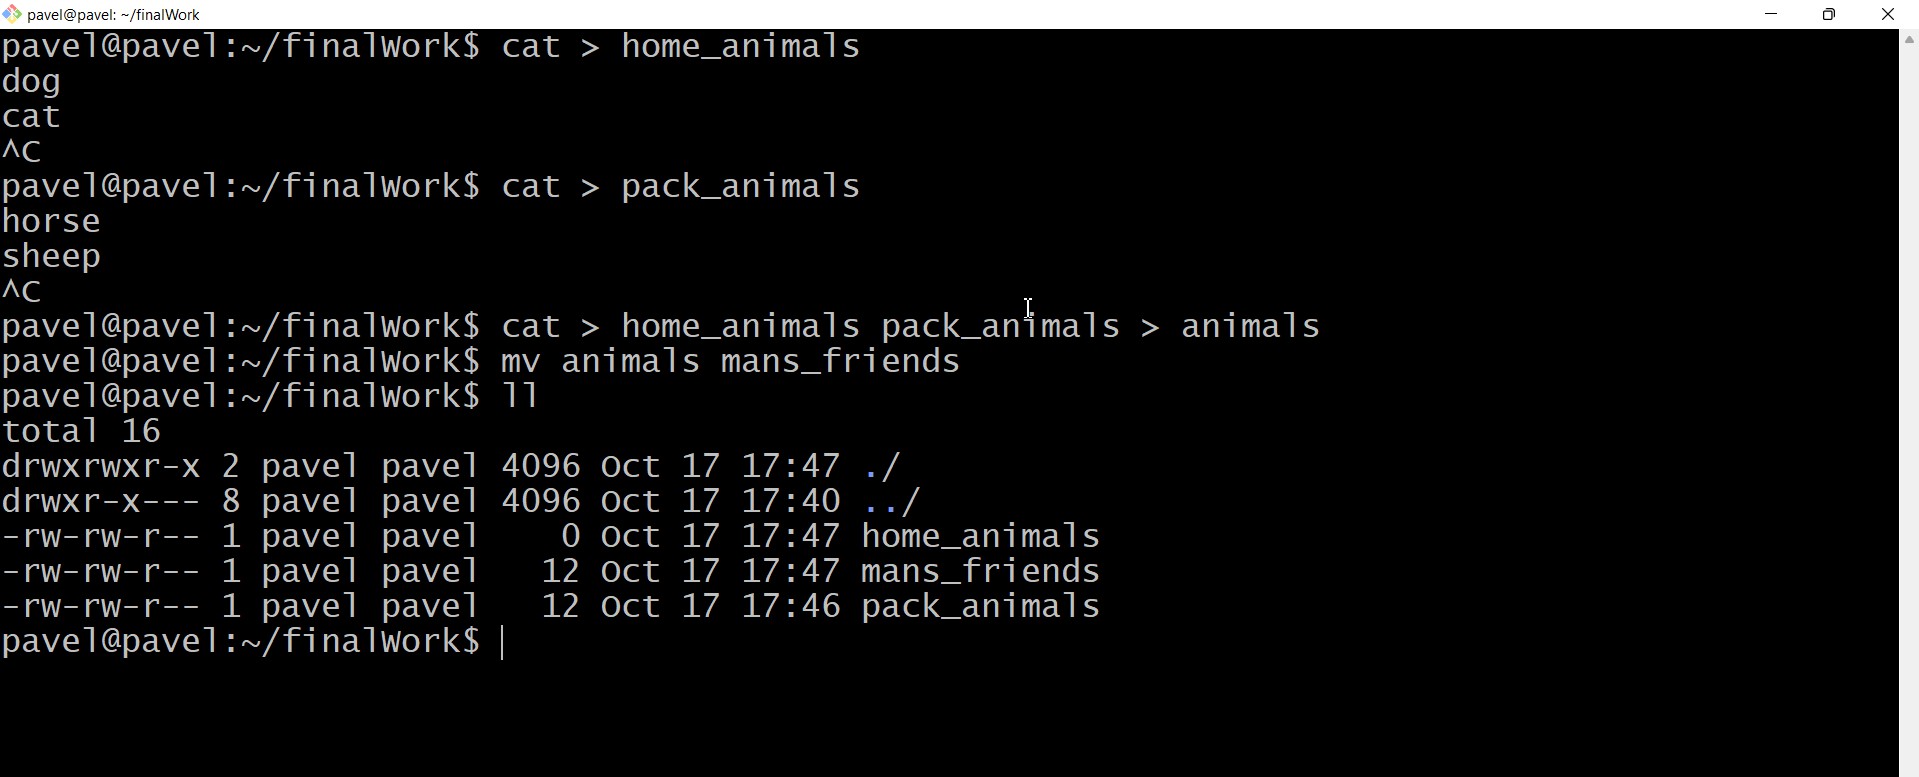 pavel@pavel: ~/finalWork
pavel@pavel:~/finalWork$ cat > home_animals
dog
cat
^C
pavel@pavel:~/finalWork$ cat > pack_animals
horse
sheep
^C
pavel@pavel:~/finalWork$ cat > home_animals pack_animals > animals
pavel@pavel:~/finalWork$ mv animals mans_friends
pavel@pavel:~/finalWork$ ll
total 16
drwxrwxr-x 2 pavel pavel 4096 Oct 17 17:47 ./
drwxr-x--- 8 pavel pavel 4096 Oct 17 17:40 ../
-rw-rw-r-- 1 pavel pavel    0 Oct 17 17:47 home_animals
-rw-rw-r-- 1 pavel pavel   12 Oct 17 17:47 mans_friends
-rw-rw-r-- 1 pavel pavel   12 Oct 17 17:46 pack_animals
pavel@pavel:~/finalWork$